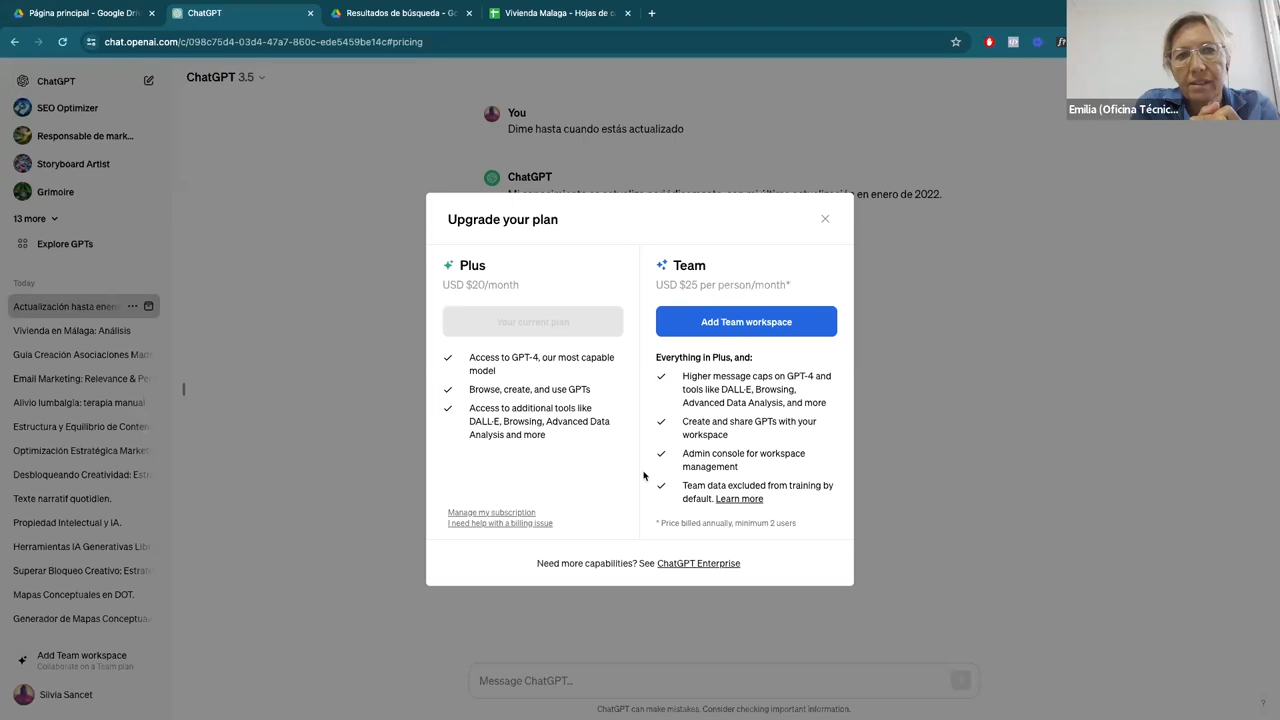 Página principal - Google Dri
ChatGPT
Resultados de búsqueda - Go
Vivienda Malaga - Hojas de c
chat.openai.com/c/098c75d4-03d4-47a7-860c-ede5459be14c#pricing
Emilia (Oficina Técnic...
ChatGPT
SEO Optimizer
Responsable de mark...
Storyboard Artist
Grimoire
13 more
Explore GPTs
Today
Actualización hasta ener
Vivienda en Málaga: Análisis
Guía Creación Asociaciones Mad
Email Marketing: Relevance & Pe
Alivio lumbalgia: terapia manual
Estructura y Equilibrio de Conten
Optimización Estratégica Market
Desbloqueando Creatividad: Estr
Texte narratif quotidien.
Propiedad Intelectual y IA.
Herramientas IA Generativas Lib
Superar Bloqueo Creativo: Estrate
Mapas Conceptuales en DOT.
Generador de Mapas Conceptua
Add Team workspace
Collaborate on a Team plan
Silvia Sancet
ChatGPT 3.5
You
Dime hasta cuando estás actualizado
ChatGPT
en enero de 2022.
Upgrade your plan
Plus
USD $20/month
Your current plan
Access to GPT-4, our most capable
model
Browse, create, and use GPTs
Access to additional tools like
DALL·E, Browsing, Advanced Data
Analysis and more
Manage my subscription
I need help with a billing issue
Team
USD $25 per person/month*
Add Team workspace
Everything in Plus, and:
Higher message caps on GPT-4 and
tools like DALL·E, Browsing,
Advanced Data Analysis, and more
Create and share GPTs with your
workspace
Admin console for workspace
management
Team data excluded from training by
default. Learn more
* Price billed annually, minimum 2 users
Need more capabilities? See ChatGPT Enterprise
Message ChatGPT...
ChatGPT can make mistakes. Consider checking important information.
?